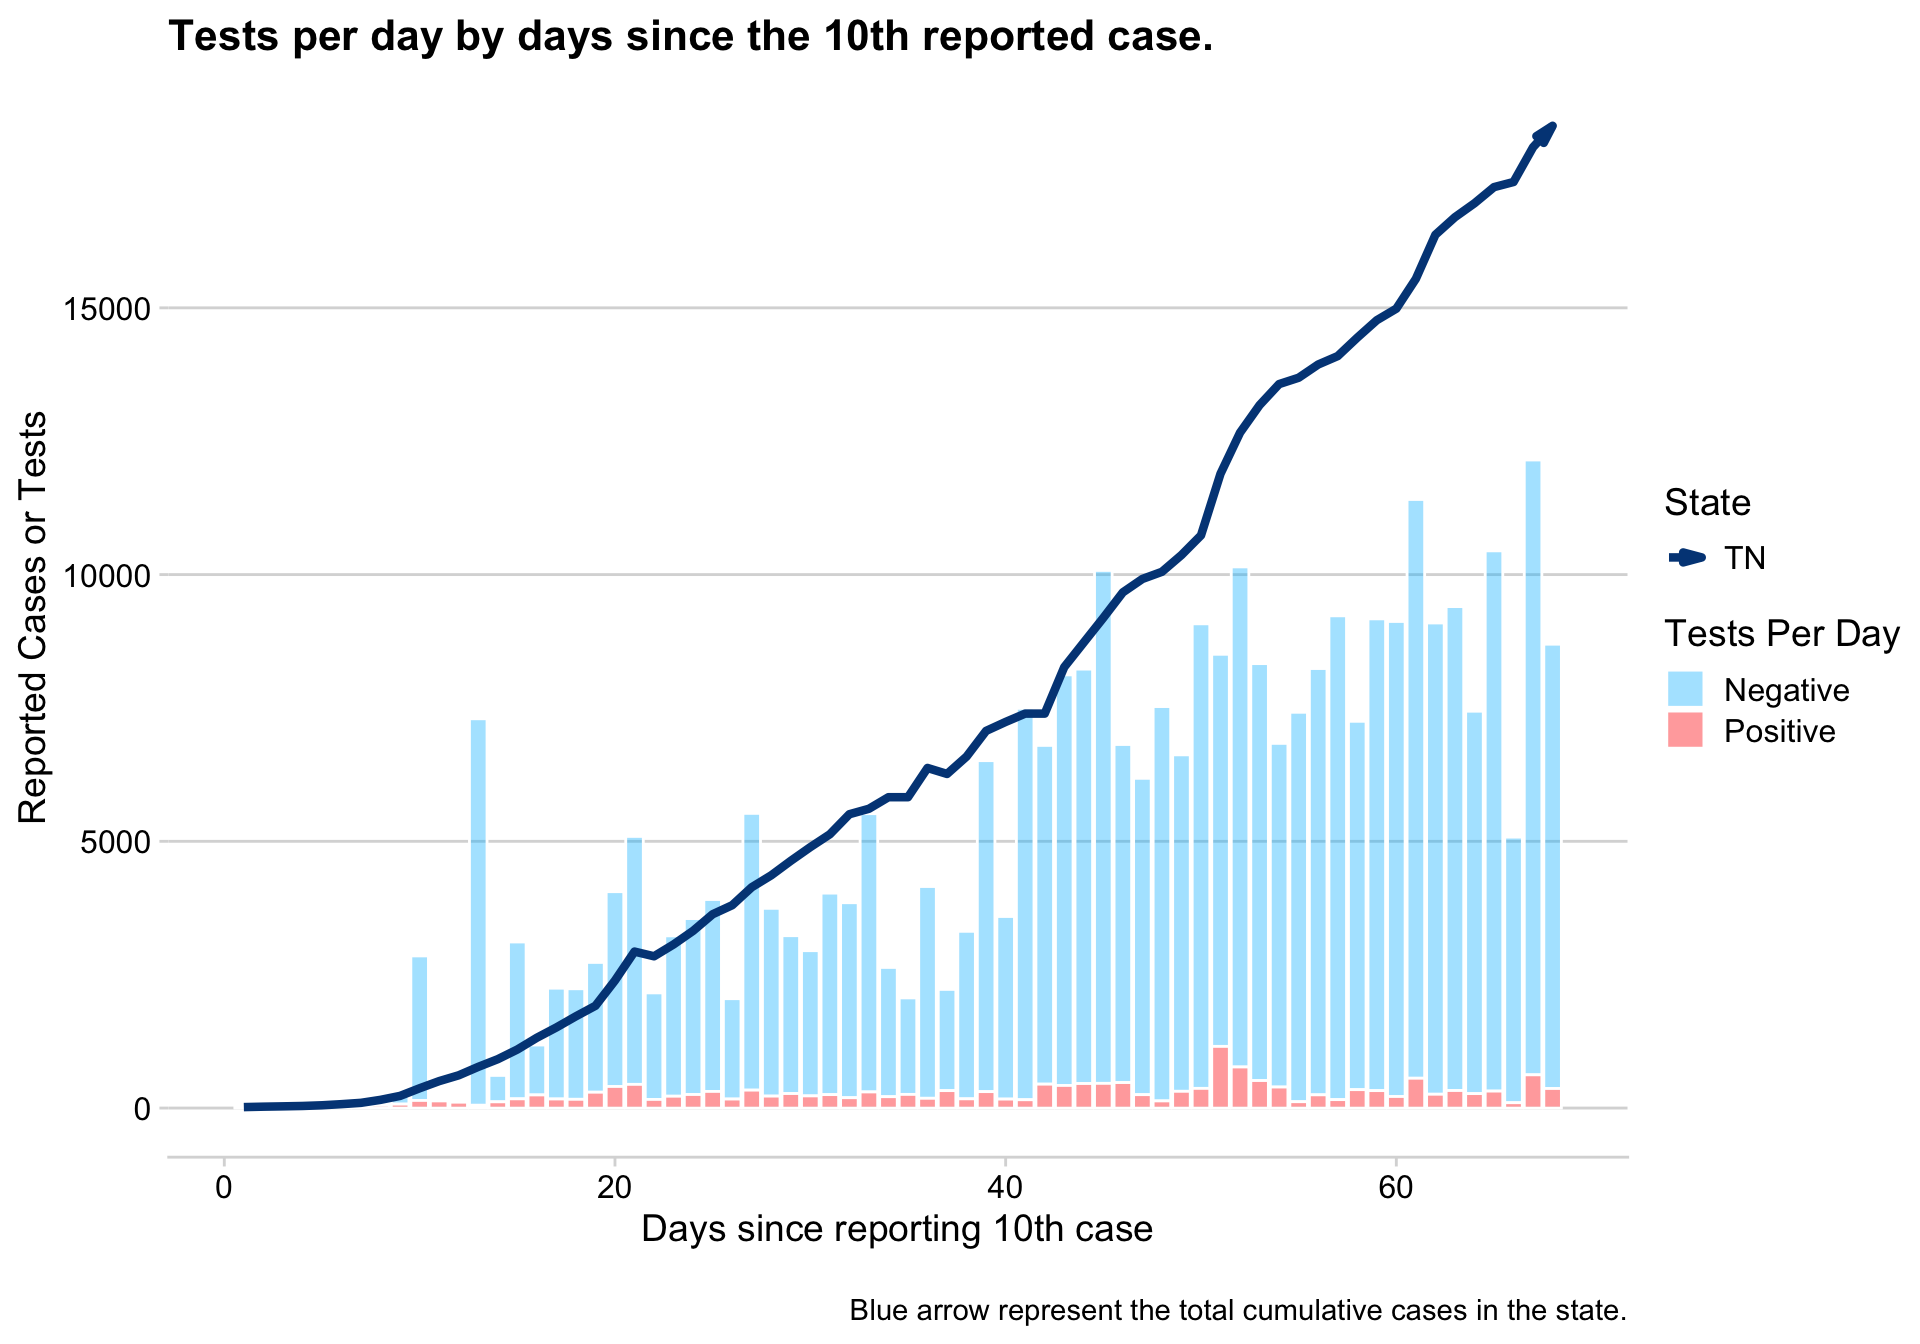 Tests per day by days since the 10th reported case.
15000
10000
5000
0
Reported Cases or Tests
0
20
40
60
Days since reporting 10th case
State
TN
Tests Per Day
Negative
Positive
Blue arrow represent the total cumulative cases in the state.